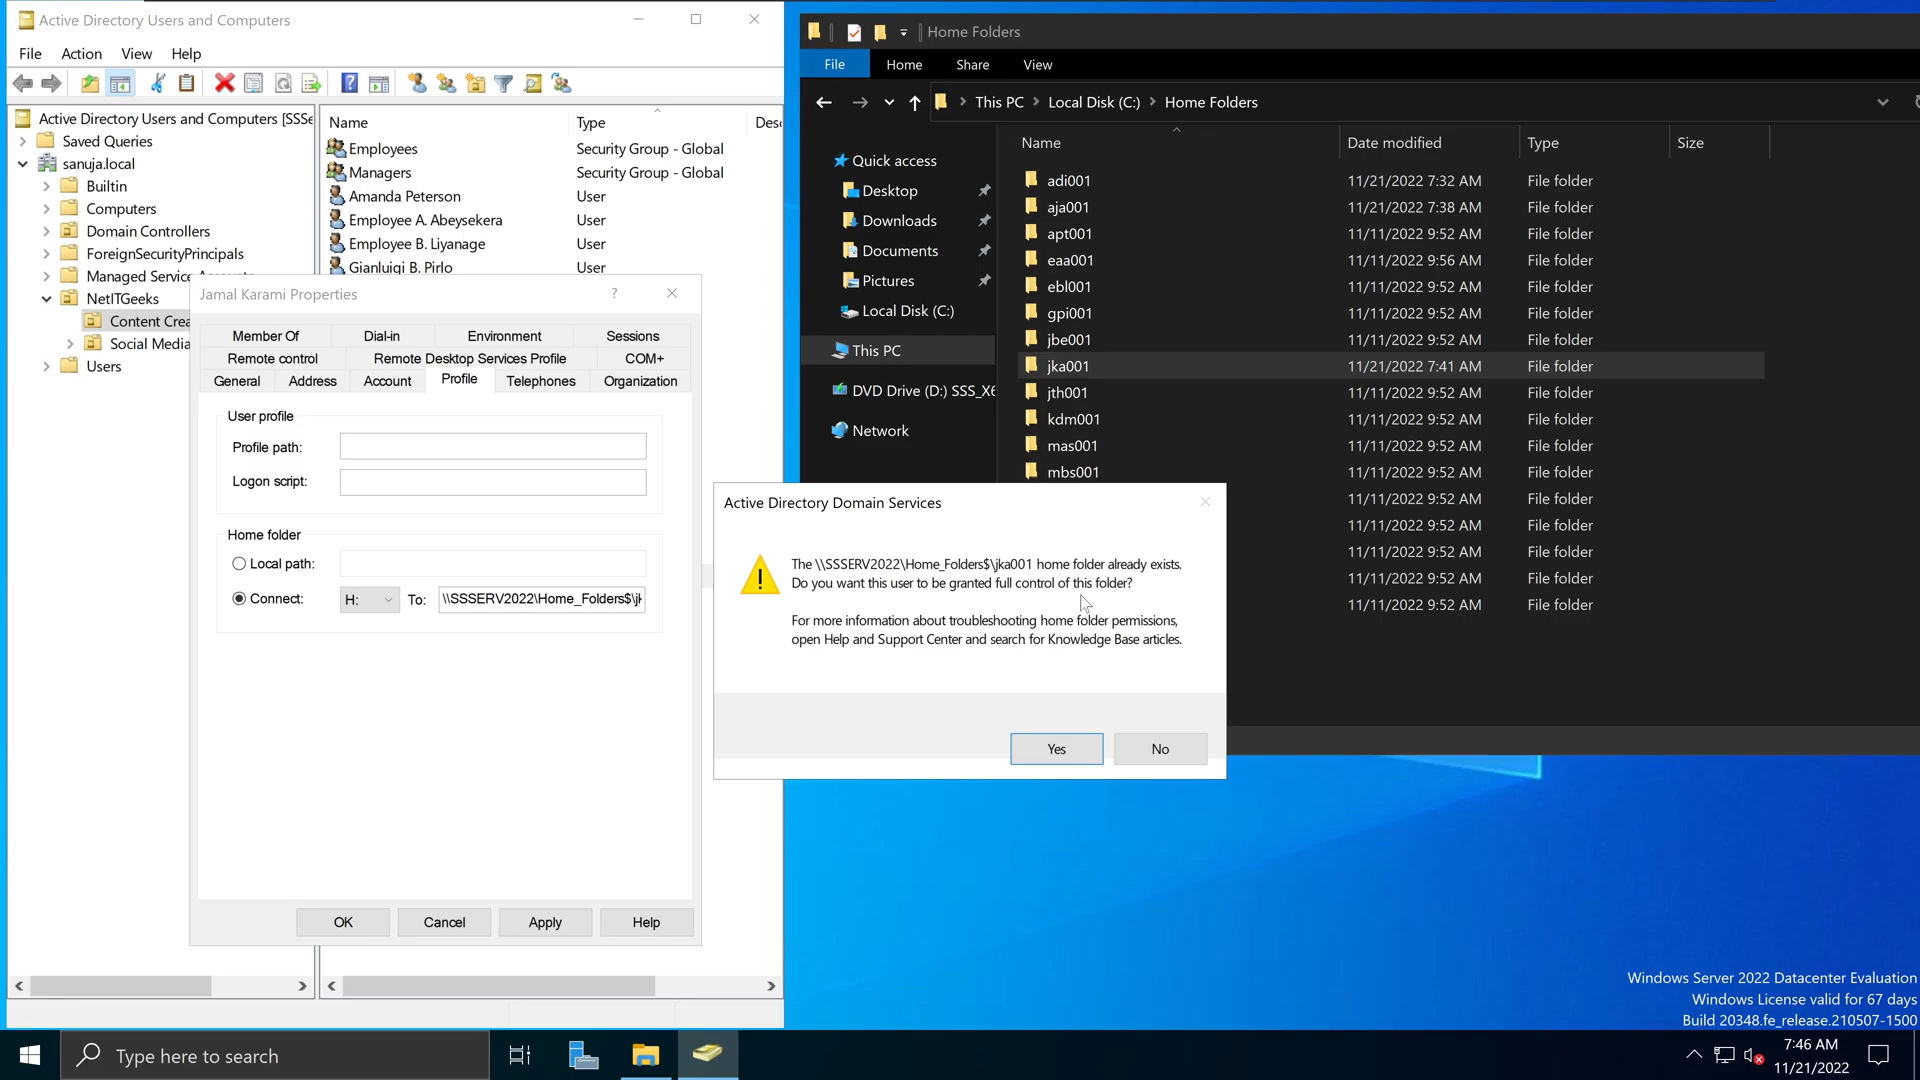 Active Directory Users and Computers
File Action View Help
Active Directory Users and Computers [SSSe
Saved Queries
sanuja.local
Builtin
Computers
Domain Controllers
ForeignSecurityPrincipals
Managed Service
NetITGeeks
Content Crea
Social Media
Users
Name Type Desc
Employees Security Group - Global
Managers Security Group - Global
Amanda Peterson User
Employee A. Abeysekera User
Employee B. Liyanage User
Gianluigi B. Pirlo User
Jamal Karami Properties
?
Member Of Dial-in Environment Sessions
Remote control Remote Desktop Services Profile COM+
General Address Account Profile Telephones Organization
User profile
Profile path:
Logon script:
Home folder
Local path:
Connect: H: To: \\SSSERV2022\Home_Folders$\jk
OK Cancel Apply Help
Home Folders
File Home Share View
This PC Local Disk (C:) Home Folders
Quick access
Desktop
Downloads
Documents
Pictures
Local Disk (C:)
This PC
DVD Drive (D:) SSS_X6
Network
Name Date modified Type Size
adi001 11/21/2022 7:32 AM File folder
aja001 11/21/2022 7:38 AM File folder
apt001 11/11/2022 9:52 AM File folder
eaa001 11/11/2022 9:56 AM File folder
ebl001 11/11/2022 9:52 AM File folder
gpi001 11/11/2022 9:52 AM File folder
jbe001 11/11/2022 9:52 AM File folder
jka001 11/21/2022 7:41 AM File folder
jth001 11/11/2022 9:52 AM File folder
kdm001 11/11/2022 9:52 AM File folder
mas001 11/11/2022 9:52 AM File folder
mbs001 11/11/2022 9:52 AM File folder
11/11/2022 9:52 AM File folder
11/11/2022 9:52 AM File folder
11/11/2022 9:52 AM File folder
11/11/2022 9:52 AM File folder
11/11/2022 9:52 AM File folder
Active Directory Domain Services
The \\SSSERV2022\Home_Folders$\jka001 home folder already exists.
Do you want this user to be granted full control of this folder?
For more information about troubleshooting home folder permissions,
open Help and Support Center and search for Knowledge Base articles.
Yes No
Windows Server 2022 Datacenter Evaluation
Windows License valid for 67 days
Build 20348.fe_release.210507-1500
Type here to search
7:46 AM
11/21/2022